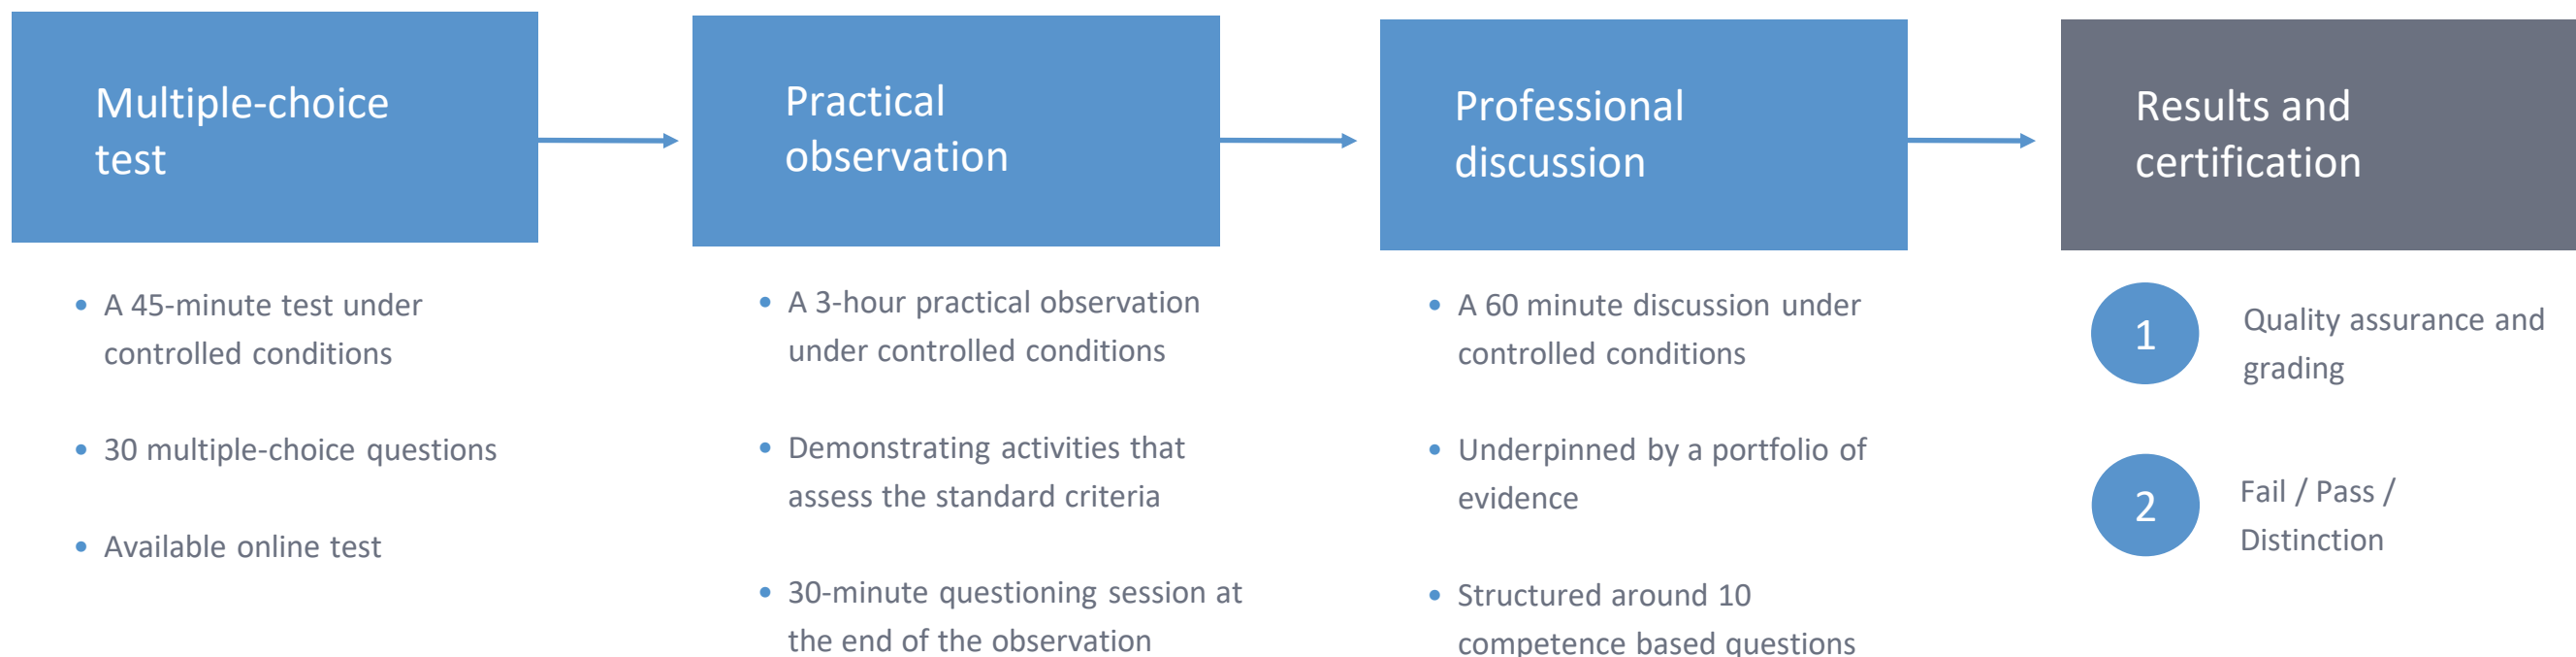 Multiple-choice
test
• A 45-minute test under
controlled conditions
• 30 multiple-choice questions
• Available online test
Practical
observation
• A 3-hour practical observation
under controlled conditions
• Demonstrating activities that
assess the standard criteria
• 30-minute questioning session at
the end of the observation
Professional
discussion
• A 60 minute discussion under
controlled conditions
• Underpinned by a portfolio of
evidence
• Structured around 10
competence based questions
Results and
certification
1
Quality assurance and
grading
2
Fail / Pass /
Distinction